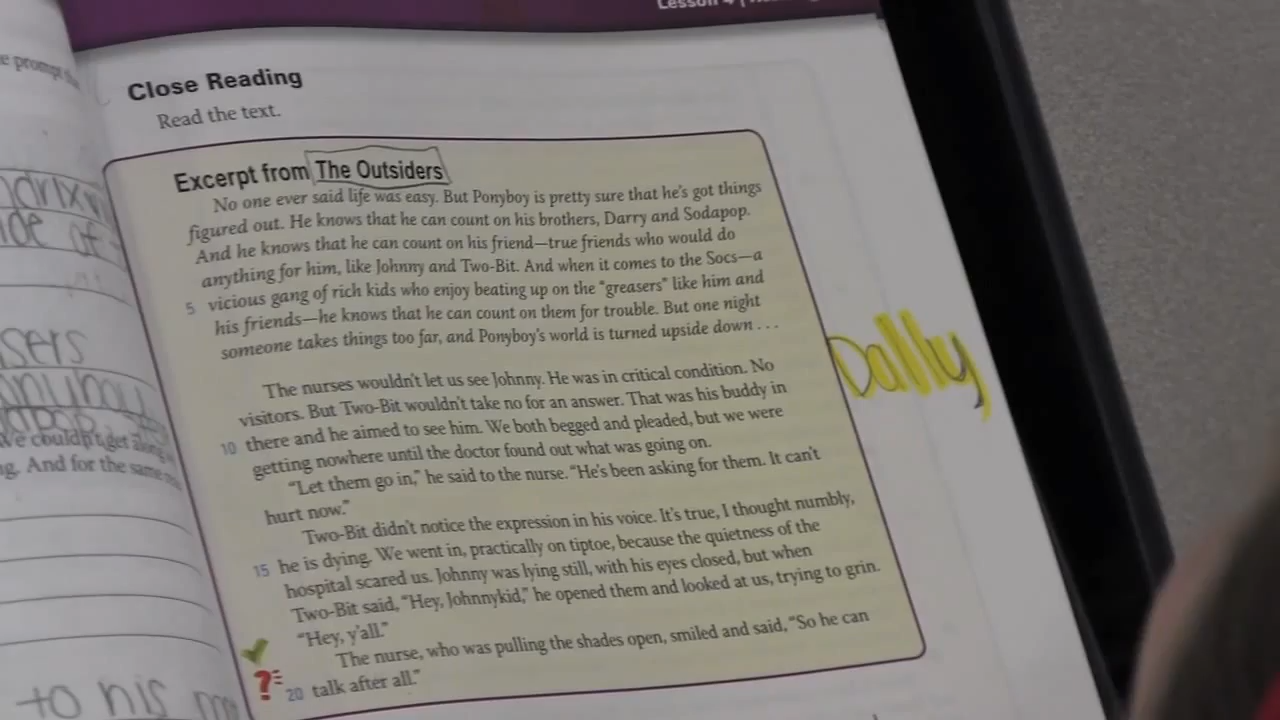 Lesson 4
Close Reading
Read the text.
Excerpt from The Outsiders
No one ever said life was easy. But Ponyboy is pretty sure that he's got things
figured out. He knows that he can count on his brothers, Darry and Sodapop.
And he knows that he can count on his friend—true friends who would do
anything for him, like Johnny and Two-Bit. And when it comes to the Socs—a
5 vicious gang of rich kids who enjoy beating up on the "greasers" like him and
his friends—he knows that he can count on them for trouble. But one night
someone takes things too far, and Ponyboy's world is turned upside down . . .
Dally
The nurses wouldn't let us see Johnny. He was in critical condition. No
visitors. But Two-Bit wouldn't take no for an answer. That was his buddy in
10 there and he aimed to see him. We both begged and pleaded, but we were
getting nowhere until the doctor found out what was going on.
"Let them go in," he said to the nurse. "He's been asking for them. It can't
hurt now."
Two-Bit didn't notice the expression in his voice. It's true, I thought numbly,
15 he is dying. We went in, practically on tiptoe, because the quietness of the
hospital scared us. Johnny was lying still, with his eyes closed, but when
Two-Bit said, "Hey, Johnnykid," he opened them and looked at us, trying to grin.
"Hey, y'all."
The nurse, who was pulling the shades open, smiled and said, "So he can
20 talk after all."
prompt
We couldn't get along
And for the same
to his